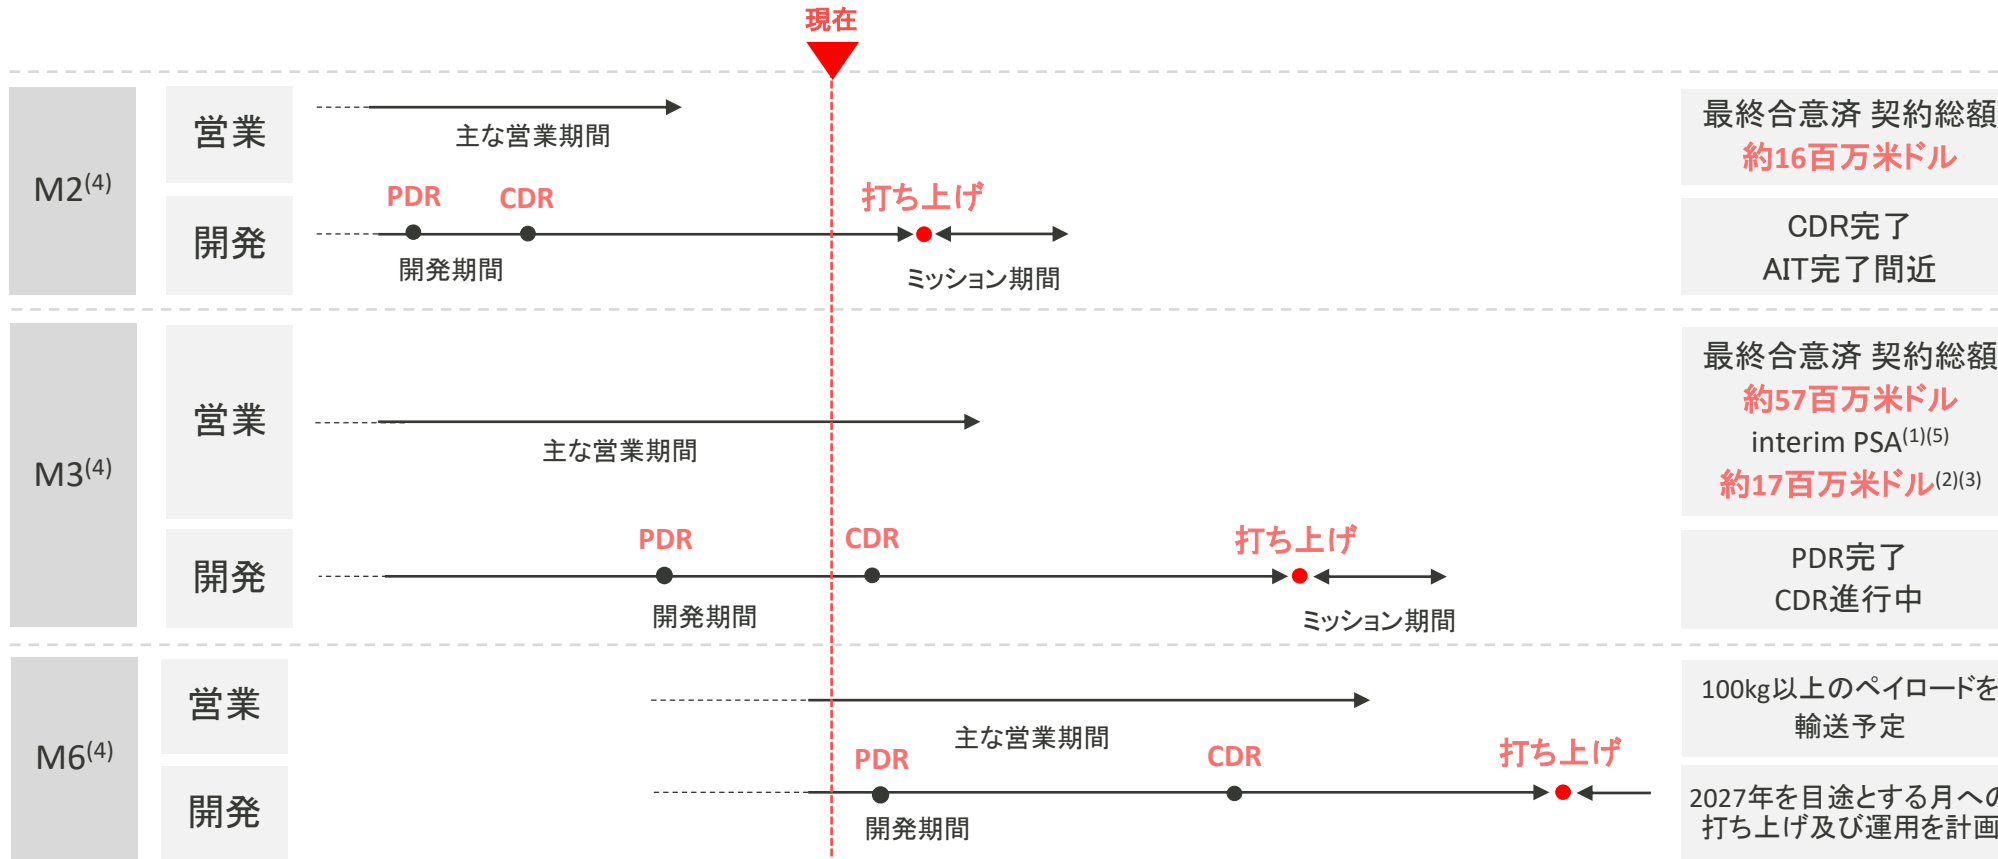 現在
M2(4)
営業
主な営業期間
最終合意済 契約総額
約16百万米ドル
開発
PDR
CDR
打ち上げ
開発期間
ミッション期間
CDR完了
AIT完了間近
M3(4)
営業
主な営業期間
最終合意済 契約総額
約57百万米ドル
interim PSA(1)(5)
約17百万米ドル(2)(3)
開発
PDR
CDR
打ち上げ
開発期間
ミッション期間
PDR完了
CDR進行中
M6(4)
営業
主な営業期間
100kg以上のペイロードを
輸送予定
開発
PDR
CDR
打ち上げ
開発期間
2027年を目途とする月への
打ち上げ及び運用を計画